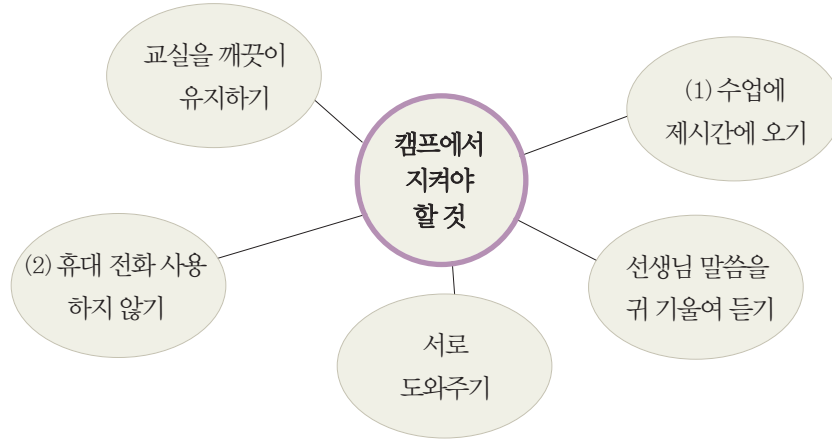 교실을 깨끗이
유지하기
(1) 수업에
제시간에 오기
캠프에서
지켜야
할 것
(2) 휴대 전화 사용
하지 않기
선생님 말씀을
귀 기울여 듣기
서로
도와주기